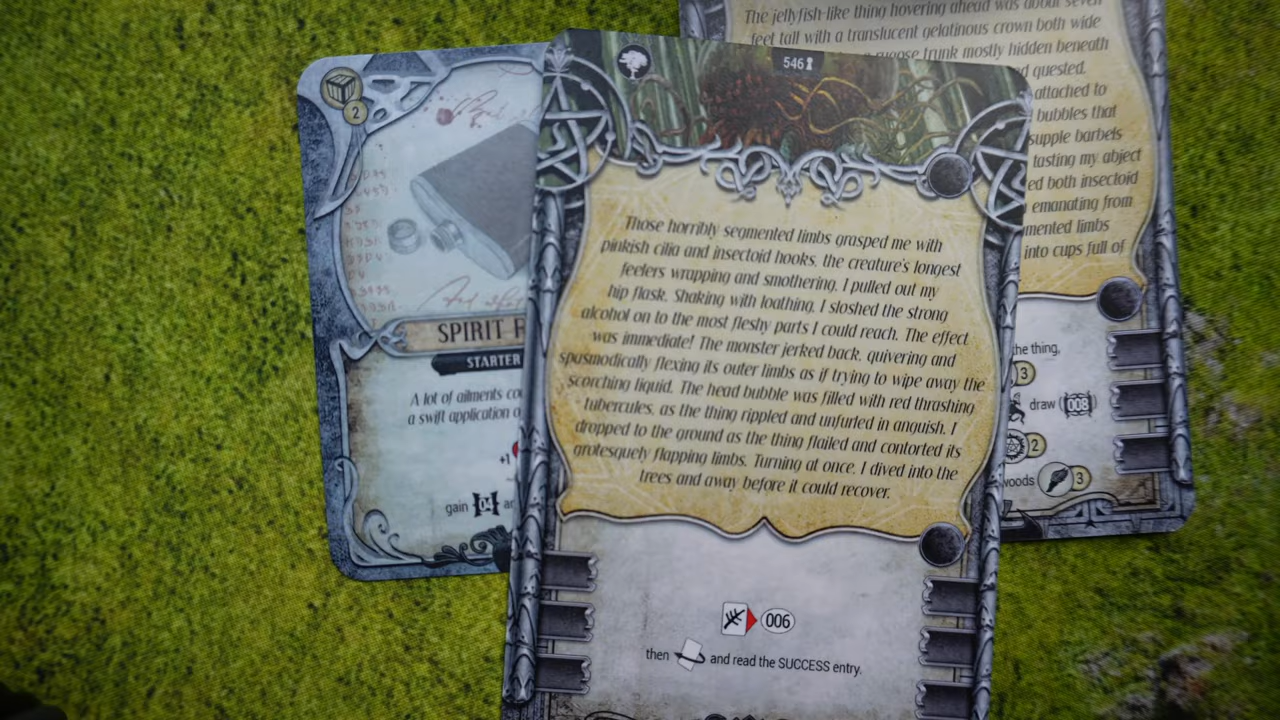 The jellyfish-like thing hovering ahead was about seven
feet tall with a translucent gelatinous crown both wide
trunk mostly hidden beneath
quested.
attached to
bubbles that
supple barbels
tasting my abject
both insectoid
emanating from
limbs
into cups full of
the thing,
3
draw 008
2
woods 3
2
SPIRIT
STARTER
A lot of ailments
a swift application
+1
gain 04
546
Those horribly segmented limbs grasped me with
pinkish cilia and insectoid hooks, the creature's longest
feelers wrapping and smothering. I pulled out my
hip flask. Shaking with loathing, I sloshed the strong
alcohol on to the most fleshy parts I could reach. The effect
was immediate! The monster jerked back, quivering and
spasmodically flexing its outer limbs as if trying to wipe away the
scorching liquid. The head bubble was filled with red thrashing
tubercules, as the thing rippled and unfurled in anguish. I
dropped to the ground as the thing flailed and contorted its
grotesquely flapping limbs. Turning at once, I dived into the
trees and away before it could recover.
006
then and read the SUCCESS entry.